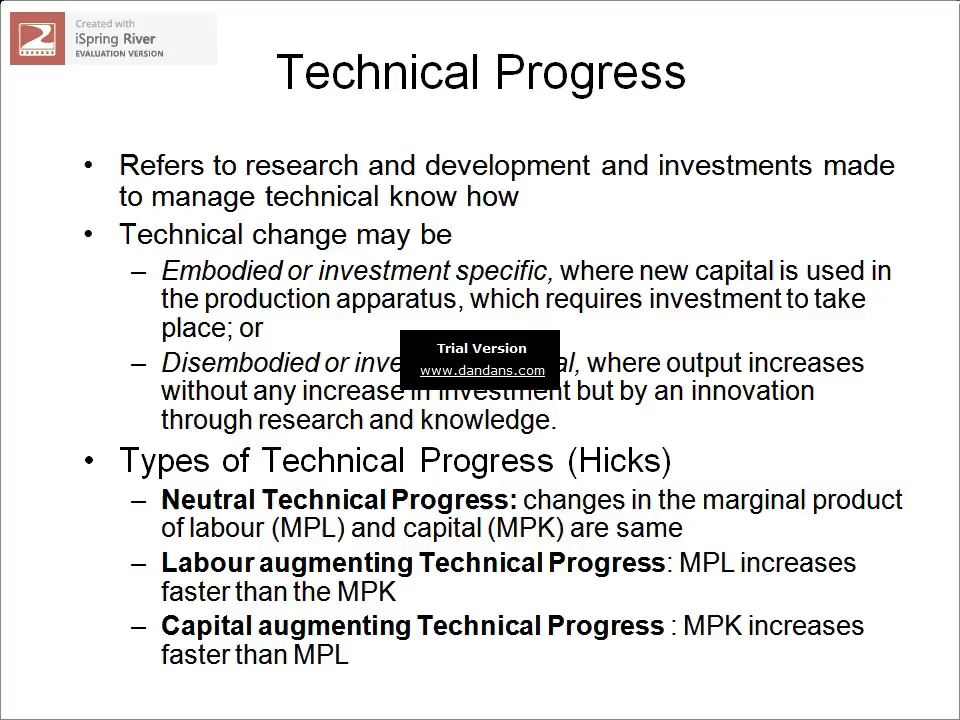 Created with
iSpring River
EVALUATION VERSION
Technical Progress
• Refers to research and development and investments made
to manage technical know how
• Technical change may be
– Embodied or investment specific, where new capital is used in
the production apparatus, which requires investment to take
place; or
– Disembodied or where output increases
without any increase in investment but by an innovation
through research and knowledge.
Trial Version
www.dandans.com
• Types of Technical Progress (Hicks)
– Neutral Technical Progress: changes in the marginal product
of labour (MPL) and capital (MPK) are same
– Labour augmenting Technical Progress: MPL increases
faster than the MPK
– Capital augmenting Technical Progress : MPK increases
faster than MPL